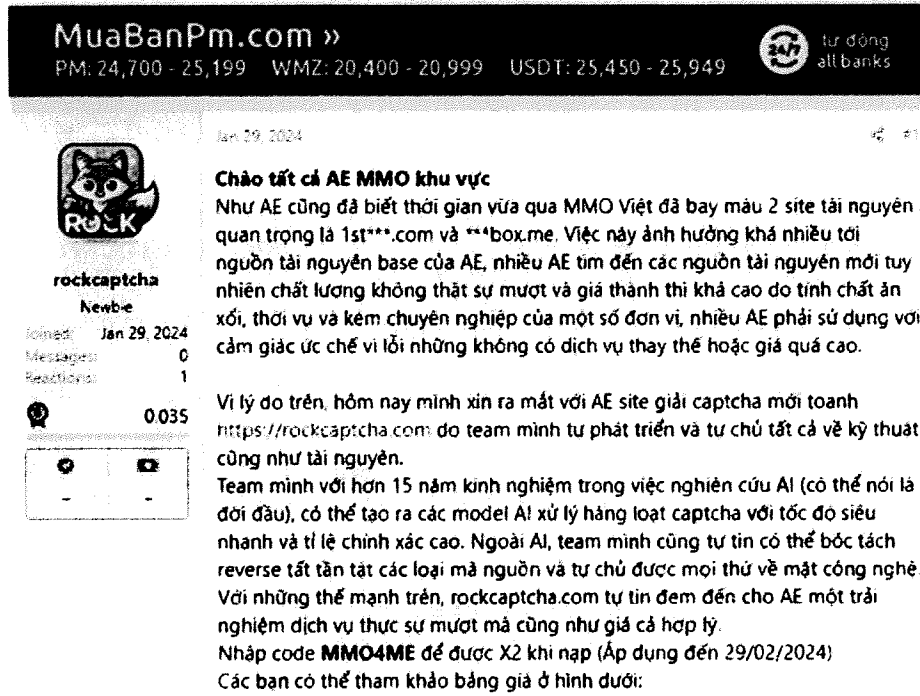 MuaBanPm.com »
PM: 24,700 - 25,199 WMZ: 20,400 - 20,999 USDT: 25,450 - 25,949
24/7
tự động
all banks
Jan 29, 2024
#1
ROCK
rockcaptcha
Newbie
Joined: Jan 29, 2024
Messages: 0
Reactions: 1
0.035
- -
Chào tất cả AE MMO khu vực
Như AE cũng đã biết thời gian vừa qua MMO Việt đã bay màu 2 site tài nguyên
quan trọng là 1st***.com và ***box.me. Việc này ảnh hưởng khá nhiều tới
nguồn tài nguyên base của AE, nhiều AE tìm đến các nguồn tài nguyên mới tuy
nhiên chất lượng không thật sự mượt và giá thành thì khá cao do tính chất ăn
xổi, thời vụ và kém chuyên nghiệp của một số đơn vị, nhiều AE phải sử dụng với
cảm giác ức chế vì lỗi nhưng không có dịch vụ thay thế hoặc giá quá cao.
Vì lý do trên, hôm nay mình xin ra mắt với AE site giải captcha mới toanh
https://rockcaptcha.com do team mình tự phát triển và tự chủ tất cả về kỹ thuật
cũng như tài nguyên.
Team mình với hơn 15 năm kinh nghiệm trong việc nghiên cứu AI (có thể nói là
đời đầu), có thể tạo ra các model AI xử lý hàng loạt captcha với tốc độ siêu
nhanh và tỉ lệ chính xác cao. Ngoài AI, team mình cũng tự tin có thể bóc tách
reverse tất tần tật các loại mã nguồn và tự chủ được mọi thứ về mặt công nghệ.
Với những thế mạnh trên, rockcaptcha.com tự tin đem đến cho AE một trải
nghiệm dịch vụ thực sự mượt mà cũng như giá cả hợp lý.
Nhập code MMO4ME để được X2 khi nạp (Áp dụng đến 29/02/2024)
Các bạn có thể tham khảo bảng giá ở hình dưới: